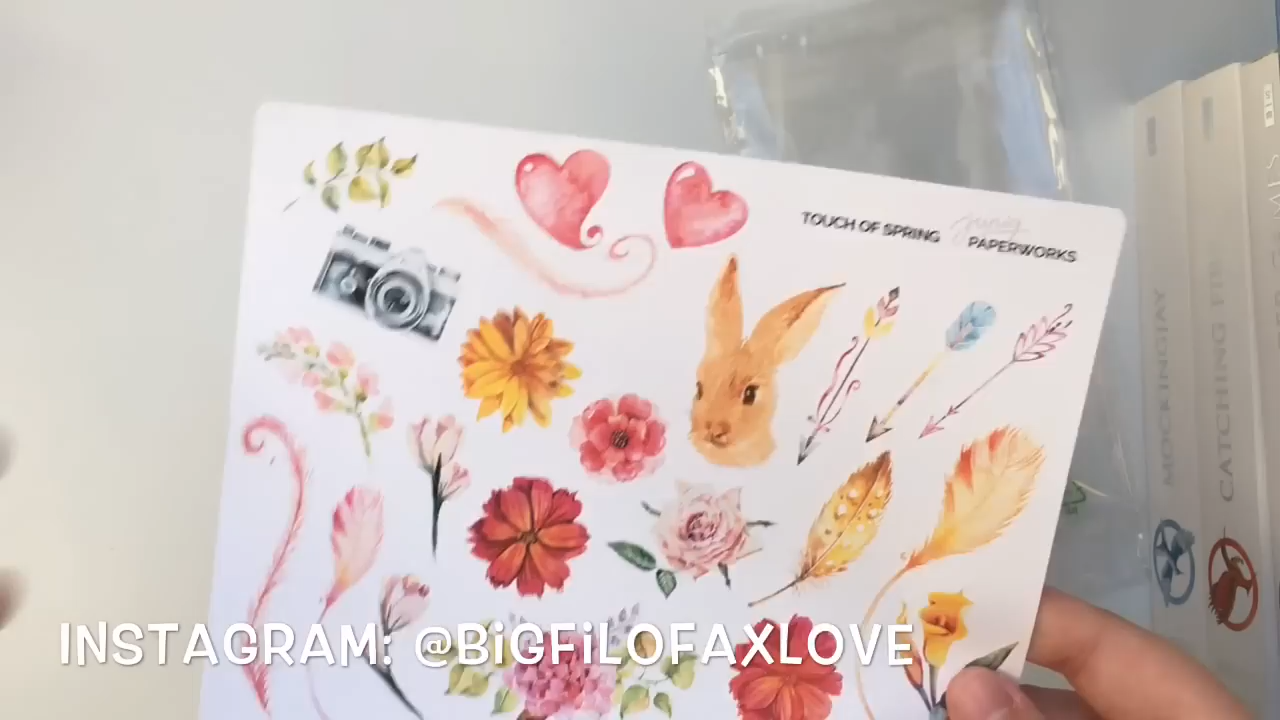 TOUCH OF SPRING
PAPERWORKS
MOCKINGJAY
CATCHING FIRE
INSTAGRAM: @BIGFILOFAXLOVE